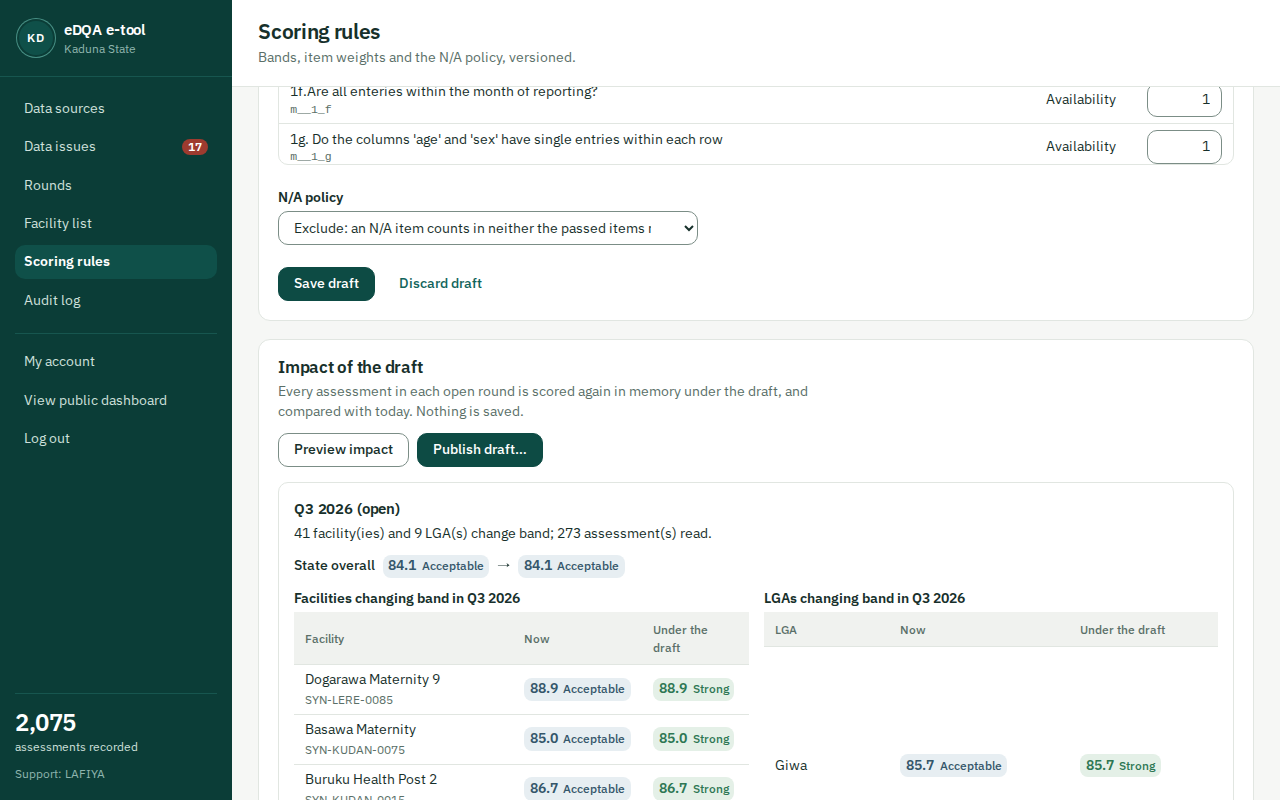 KD
eDQA e-tool
Kaduna State
Data sources
Data issues 17
Rounds
Facility list
Scoring rules
Audit log
My account
View public dashboard
Log out
2,075
assessments recorded
Support: LAFIYA
Scoring rules
Bands, item weights and the N/A policy, versioned.
1f.Are all enteries within the month of reporting?
m__1_f
Availability 1
1g. Do the columns 'age' and 'sex' have single entries within each row
m__1_g
Availability 1
N/A policy
Exclude: an N/A item counts in neither the passed items
Save draft Discard draft
Impact of the draft
Every assessment in each open round is scored again in memory under the draft, and
compared with today. Nothing is saved.
Preview impact Publish draft...
Q3 2026 (open)
41 facility(ies) and 9 LGA(s) change band; 273 assessment(s) read.
State overall 84.1 Acceptable → 84.1 Acceptable
Facilities changing band in Q3 2026
Facility Now Under the draft
Dogarawa Maternity 9
SYN-LERE-0085
88.9 Acceptable 88.9 Strong
Basawa Maternity
SYN-KUDAN-0075
85.0 Acceptable 85.0 Strong
Buruku Health Post 2
SYN-KUDAN-0015
86.7 Acceptable 86.7 Strong
LGAs changing band in Q3 2026
LGA Now Under the draft
Giwa 85.7 Acceptable 85.7 Strong